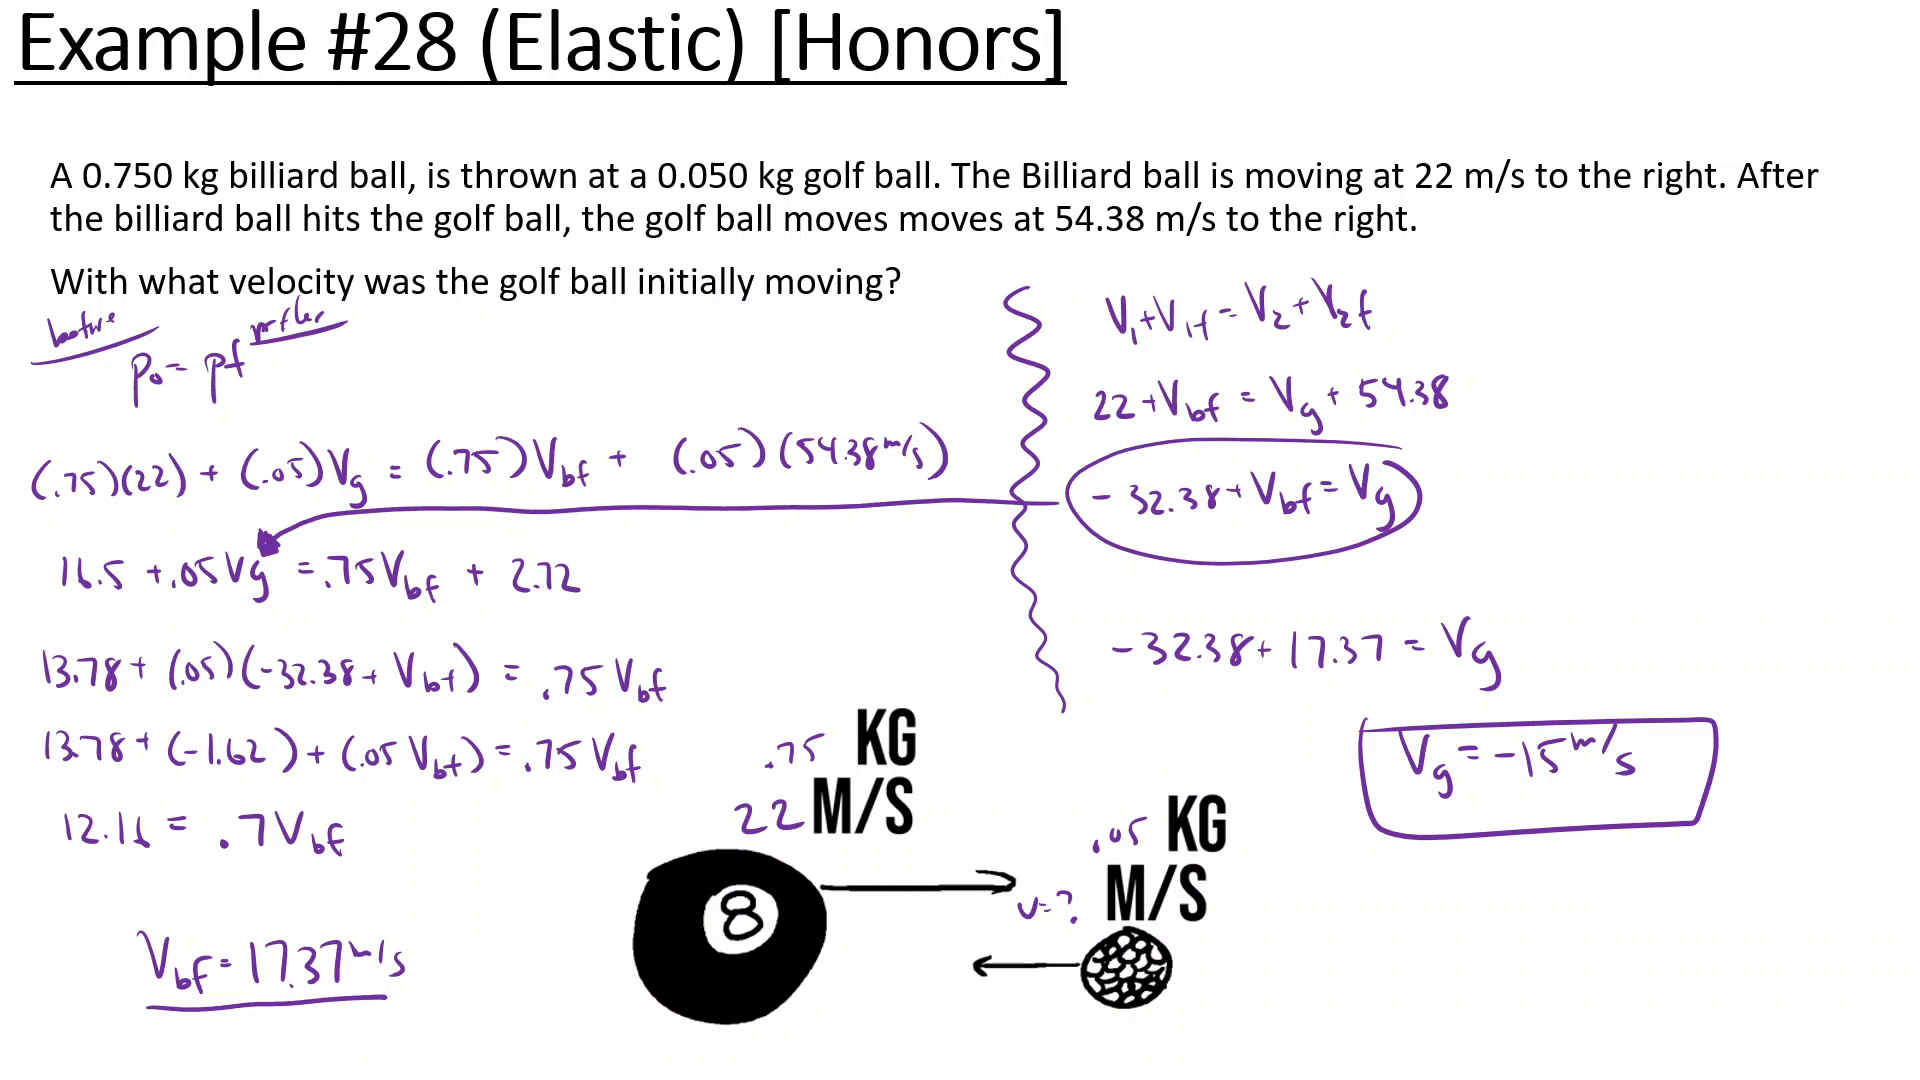 Example #28 (Elastic) [Honors]
A 0.750 kg billiard ball, is thrown at a 0.050 kg golf ball. The Billiard ball is moving at 22 m/s to the right. After
the billiard ball hits the golf ball, the golf ball moves moves at 54.38 m/s to the right.
With what velocity was the golf ball initially moving?
before after
Po = Pf
(.75)(22) + (.05)Vg = (.75)Vbf + (.05)(54.38 m/s)
16.5 + .05Vg = .75Vbf + 2.72
13.78 + (.05)(-32.38 + Vbf) = .75Vbf
13.78 + (-1.62) + (.05Vbf) = .75Vbf
12.16 = .7Vbf
Vbf = 17.37 m/s
V1 + V1f = V2 + V2f
22 + Vbf = Vg + 54.38
-32.38 + Vbf = Vg
-32.38 + 17.37 = Vg
Vg = -15 m/s
.75 KG
22 M/S
8
.05 KG
v=? M/S